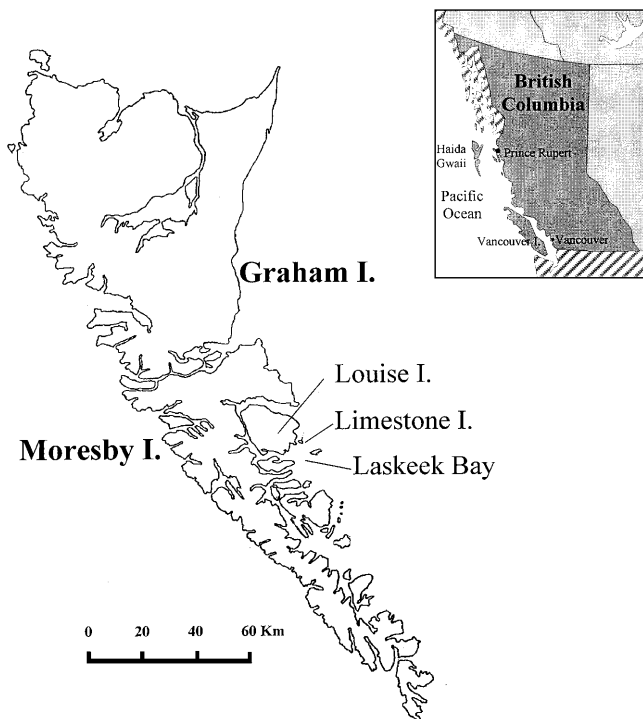 British
Columbia
Haida
Gwaii
Prince Rupert
Pacific
Ocean
Vancouver I.
Vancouver
Graham I.
Louise I.
Limestone I.
Moresby I.
Laskeek Bay
0 20 40 60 Km